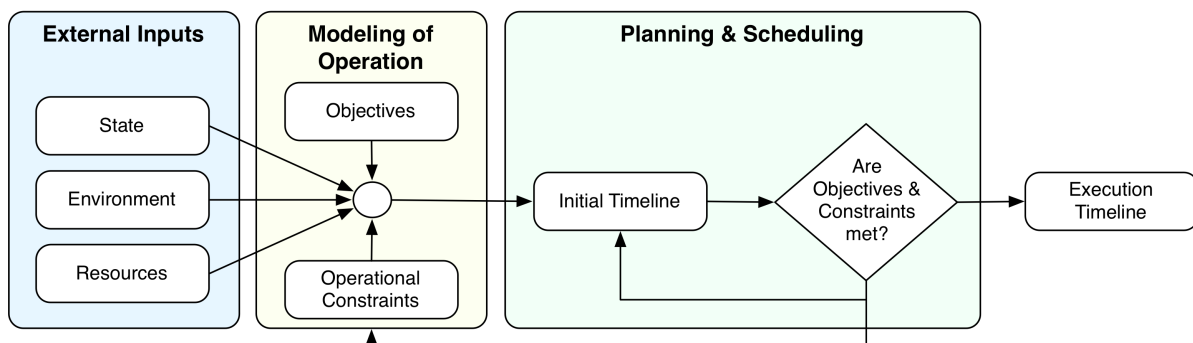 External Inputs
State
Environment
Resources
Modeling of
Operation
Objectives
Operational
Constraints
Planning & Scheduling
Initial Timeline
Are
Objectives &
Constraints
met?
Execution
Timeline